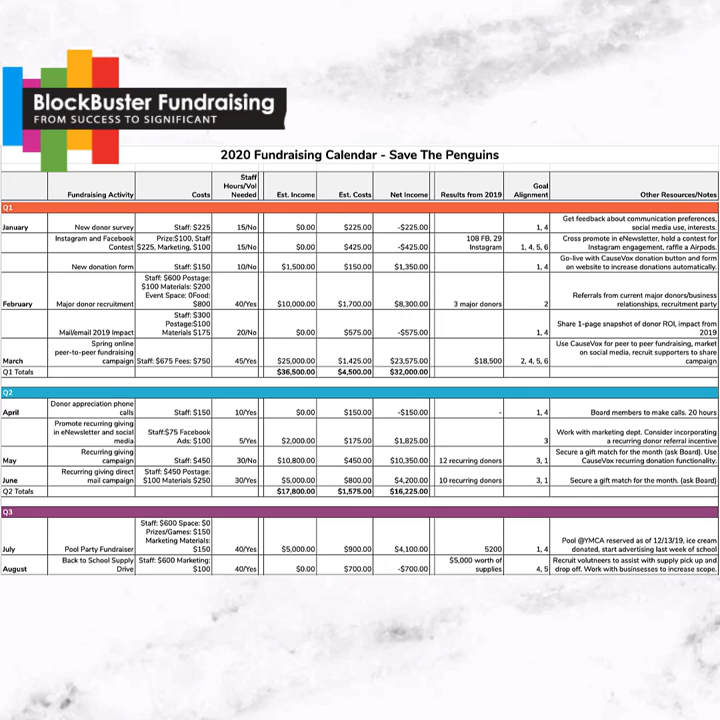 BlockBuster Fundraising
FROM SUCCESS TO SIGNIFICANT
2020 Fundraising Calendar - Save The Penguins
Fundraising Activity Costs Staff Hours/Vol Needed Est. Income Est. Costs Net Income Results from 2019 Goal Alignment Other Resources/Notes
Q1
January New donor survey Staff: $225 15/No $0.00 $225.00 -$225.00 1, 4 Get feedback about communication preferences, social media use, interests.
Instagram and Facebook Contest Prize:$100, Staff $225, Marketing, $100 15/No $0.00 $425.00 -$425.00 108 FB, 29 Instagram 1, 4, 5, 6 Cross promote in eNewsletter, hold a contest for Instagram engagement, raffle a Airpods.
New donation form Staff: $150 10/No $1,500.00 $150.00 $1,350.00 1, 4 Go-live with CauseVox donation button and form on website to increase donations automatically.
February Major donor recruitment Staff: $600 Postage: $100 Materials: $200 Event Space: 0Food: $800 40/Yes $10,000.00 $1,700.00 $8,300.00 3 major donors 2 Referrals from current major donors/business relationships, recruitment party
Mail/email 2019 Impact Staff: $300 Postage:$100 Materials $175 20/No $0.00 $575.00 -$575.00 1, 4 Share 1-page snapshot of donor ROI, impact from 2019
March Spring online peer-to-peer fundraising campaign Staff: $675 Fees: $750 45/Yes $25,000.00 $1,425.00 $23,575.00 $18,500 2, 4, 5, 6 Use CauseVox for peer to peer fundraising, market on social media, recruit supporters to share campaign
Q1 Totals $36,500.00 $4,500.00 $32,000.00
Q2
April Donor appreciation phone calls Staff: $150 10/Yes $0.00 $150.00 -$150.00 - 1, 4 Board members to make calls. 20 hours
Promote recurring giving in eNewsletter and social media Staff:$75 Facebook Ads: $100 5/Yes $2,000.00 $175.00 $1,825.00 3 Work with marketing dept. Consider incorporating a recurring donor referral incentive
May Recurring giving campaign Staff: $450 30/No $10,800.00 $450.00 $10,350.00 12 recurring donors 3, 1 Secure a gift match for the month (ask Board). Use CauseVox recurring donation functionality.
June Recurring giving direct mail campaign Staff: $450 Postage: $100 Materials $250 30/Yes $5,000.00 $800.00 $4,200.00 10 recurring donors 3, 1 Secure a gift match for the month. (ask Board)
Q2 Totals $17,800.00 $1,575.00 $16,225.00
Q3
July Pool Party Fundraiser Staff: $600 Space: $0 Prizes/Games: $150 Marketing Materials: $150 40/Yes $5,000.00 $900.00 $4,100.00 5200 1, 4 Pool @YMCA reserved as of 12/13/19, ice cream donated, start advertising last week of school
August Back to School Supply Drive Staff: $600 Marketing: $100 40/Yes $0.00 $700.00 -$700.00 $5,000 worth of supplies 4, 5 Recruit volutneers to assist with supply pick up and drop off. Work with businesses to increase scope.